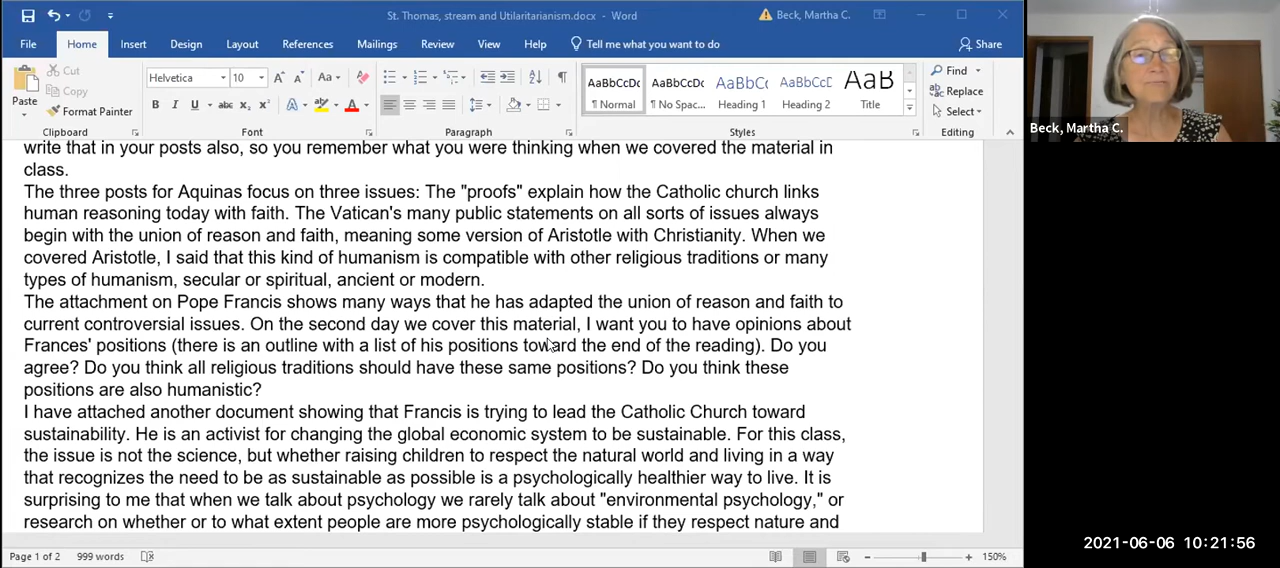 St. Thomas, stream and Utilaritarianism.docx - Word
Beck, Martha C.
File Home Insert Design Layout References Mailings Review View Help Tell me what you want to do Share
Paste
Cut
Copy
Format Painter
Clipboard
Helvetica 10
Font
Paragraph
AaBbCcDc AaBbCcDc AaBbCc AaBbCcD AaB
¶ Normal ¶ No Spac... Heading 1 Heading 2 Title
Styles
Find
Replace
Select
Editing
write that in your posts also, so you remember what you were thinking when we covered the material in
class.
The three posts for Aquinas focus on three issues: The "proofs" explain how the Catholic church links
human reasoning today with faith. The Vatican's many public statements on all sorts of issues always
begin with the union of reason and faith, meaning some version of Aristotle with Christianity. When we
covered Aristotle, I said that this kind of humanism is compatible with other religious traditions or many
types of humanism, secular or spiritual, ancient or modern.
The attachment on Pope Francis shows many ways that he has adapted the union of reason and faith to
current controversial issues. On the second day we cover this material, I want you to have opinions about
Frances' positions (there is an outline with a list of his positions toward the end of the reading). Do you
agree? Do you think all religious traditions should have these same positions? Do you think these
positions are also humanistic?
I have attached another document showing that Francis is trying to lead the Catholic Church toward
sustainability. He is an activist for changing the global economic system to be sustainable. For this class,
the issue is not the science, but whether raising children to respect the natural world and living in a way
that recognizes the need to be as sustainable as possible is a psychologically healthier way to live. It is
surprising to me that when we talk about psychology we rarely talk about "environmental psychology," or
research on whether or to what extent people are more psychologically stable if they respect nature and
Page 1 of 2 999 words 150%
Beck, Martha C.
2021-06-06 10:21:56